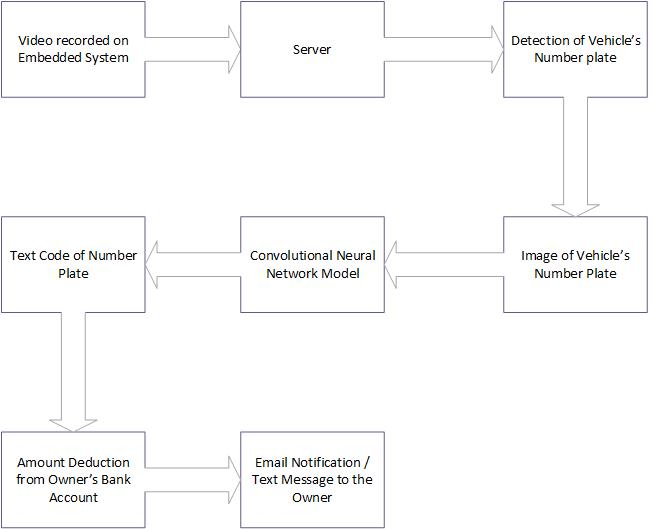 Video recorded on
Embedded System
Server
Detection of Vehicle's
Number plate
Image of Vehicle's
Number Plate
Convolutional Neural
Network Model
Text Code of Number
Plate
Amount Deduction
from Owner's Bank
Account
Email Notification /
Text Message to the
Owner